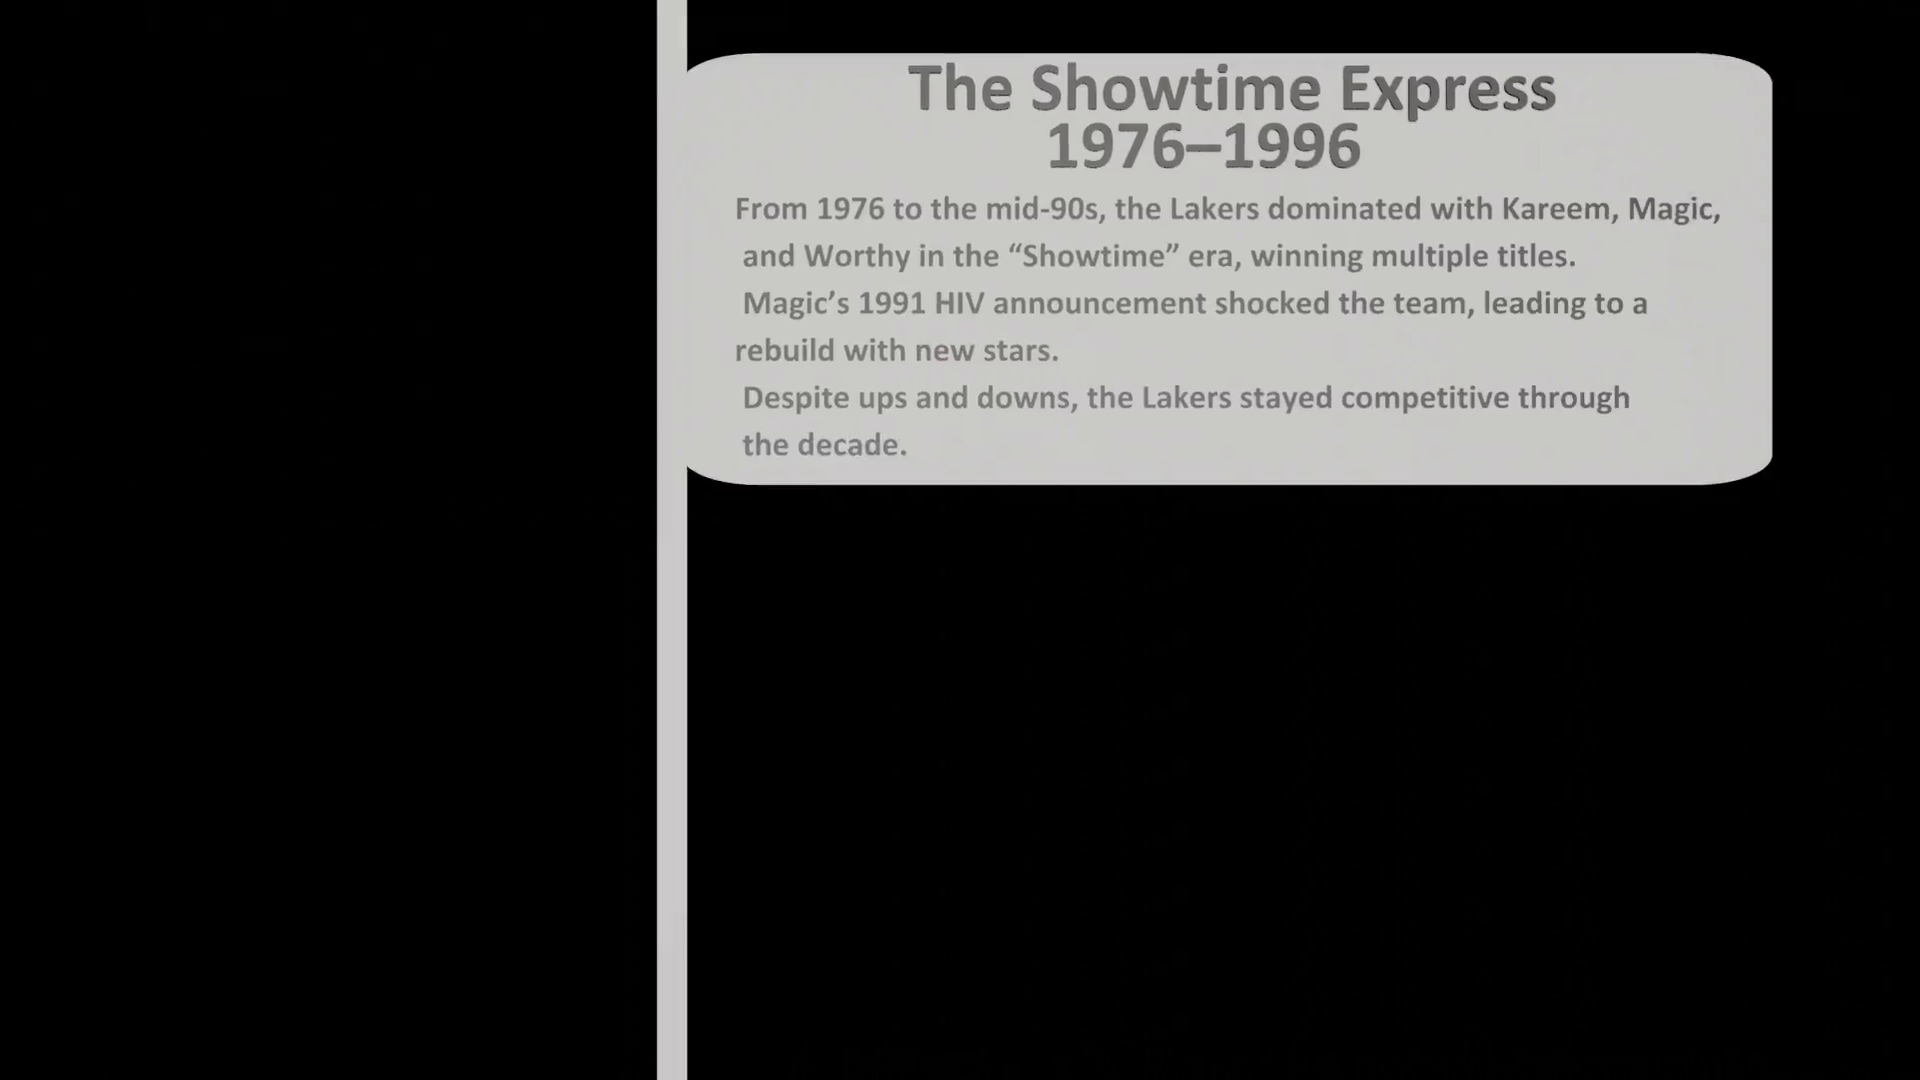 The Showtime Express
1976–1996
From 1976 to the mid-90s, the Lakers dominated with Kareem, Magic,
and Worthy in the “Showtime” era, winning multiple titles.
Magic’s 1991 HIV announcement shocked the team, leading to a
rebuild with new stars.
Despite ups and downs, the Lakers stayed competitive through
the decade.